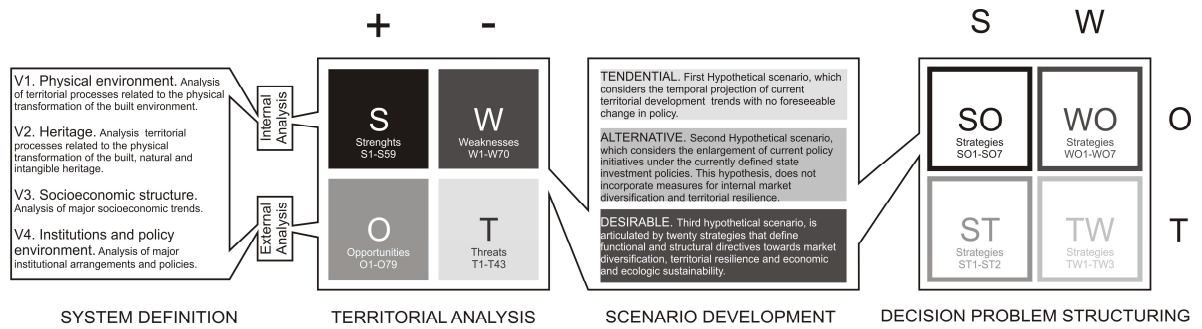 + -
V1. Physical environment. Analysis
of territorial processes related to the physical
transformation of the built environment.
V2. Heritage. Analysis territorial
processes related to the physical
transformation of the built, natural and
intangible heritage.
V3. Socioeconomic structure.
Analysis of major socioeconomic trends.
V4. Institutions and policy
environment. Analysis of major
institutional arrangements and policies.
SYSTEM DEFINITION
Internal
Analysis
External
Analysis
S
Strenghts
S1-S59
W
Weaknesses
W1-W70
O
Opportunities
O1-O79
T
Threats
T1-T43
TERRITORIAL ANALYSIS
TENDENTIAL. First Hypothetical scenario, which
considers the temporal projection of current
territorial development trends with no foreseeable
change in policy.
ALTERNATIVE. Second Hypothetical scenario,
which considers the enlargement of current policy
initiatives under the currently defined state
investment policies. This hypothesis, does not
incorporate measures for internal market
diversification and territorial resilience.
DESIRABLE. Third hypothetical scenario, is
articulated by twenty strategies that define
functional and structural directives towards market
diversification, territorial resilience and economic
and ecologic sustainability.
SCENARIO DEVELOPMENT
S W
SO
Strategies
SO1-SO7
WO
Strategies
WO1-WO7
O
ST
Strategies
ST1-ST2
TW
Strategies
TW1-TW3
T
DECISION PROBLEM STRUCTURING